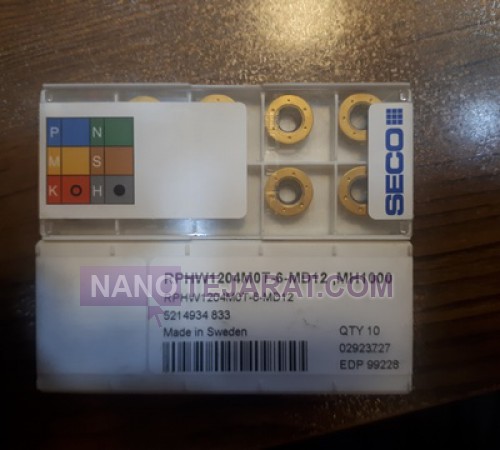 P N
M S
K H
SECO
RPHW1204M0T-6-MD12 ,MH1000
NANOTEJARAT.COM
RPHW1204M0T-6-MD12
5214934 833
Made in Sweden
QTY 10
02923727
EDP 99228